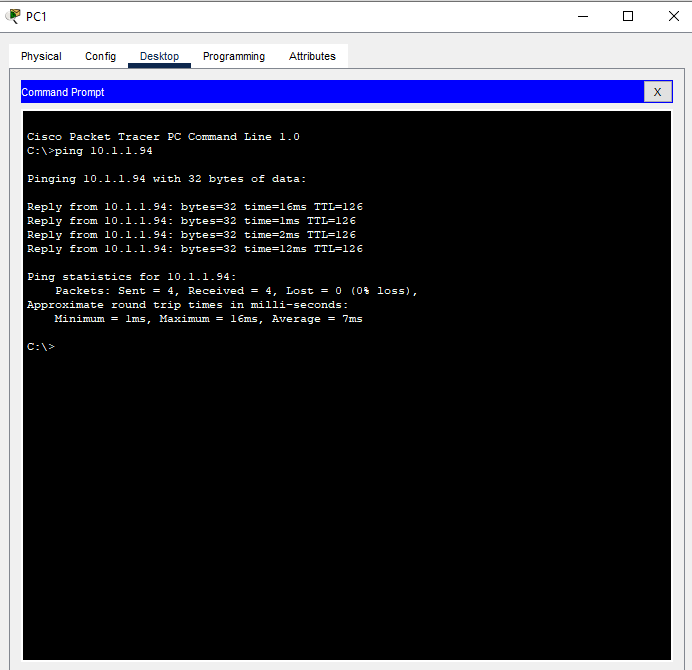 PC1
Physical Config Desktop Programming Attributes
Command Prompt X
Cisco Packet Tracer PC Command Line 1.0
C:\>ping 10.1.1.94
Pinging 10.1.1.94 with 32 bytes of data:
Reply from 10.1.1.94: bytes=32 time=16ms TTL=126
Reply from 10.1.1.94: bytes=32 time=1ms TTL=126
Reply from 10.1.1.94: bytes=32 time=2ms TTL=126
Reply from 10.1.1.94: bytes=32 time=12ms TTL=126
Ping statistics for 10.1.1.94:
Packets: Sent = 4, Received = 4, Lost = 0 (0% loss),
Approximate round trip times in milli-seconds:
Minimum = 1ms, Maximum = 16ms, Average = 7ms
C:\>